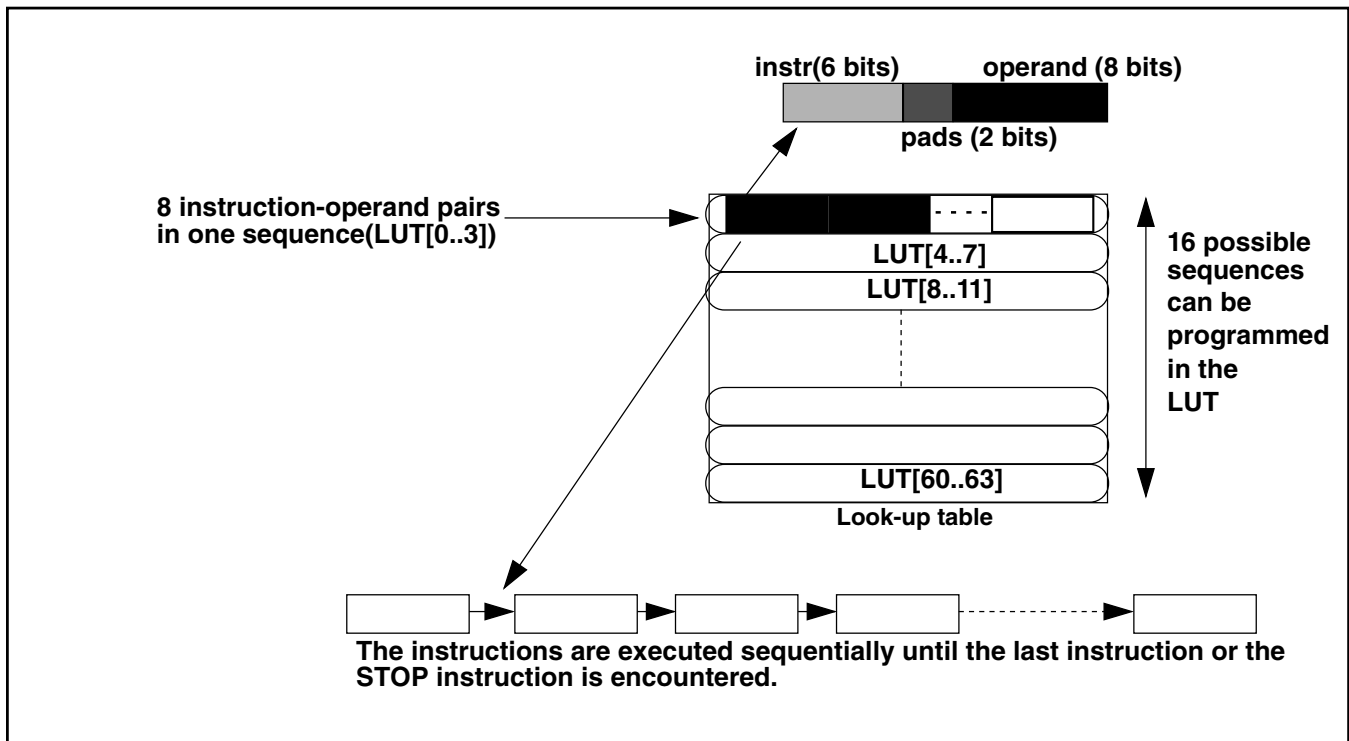 instr(6 bits)
operand (8 bits)
pads (2 bits)
8 instruction-operand pairs
in one sequence(LUT[0..3])
LUT[4..7]
LUT[8..11]
LUT[60..63]
Look-up table
16 possible
sequences
can be
programmed
in the
LUT
The instructions are executed sequentially until the last instruction or the
STOP instruction is encountered.